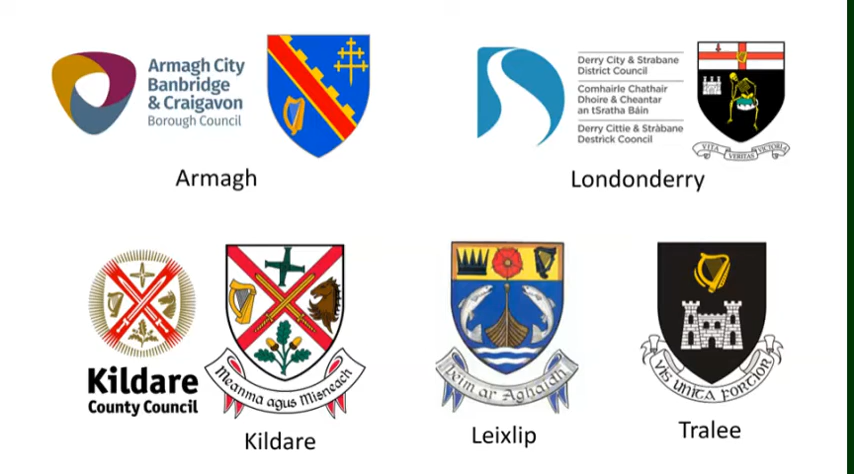 Armagh City
Banbridge
& Craigavon
Borough Council
Armagh
Derry City & Strabane
District Council
Comhairle Chathair
Dhoire & Cheantar
an tSratha Báin
Derry Cittie & Stràbane
Destrick Cooncil
VITA VERITAS VICTORIA
Londonderry
Kildare
County Council
Meanma agus Misneach
Kildare
Léim ar Aghaidh
Leixlip
VIS UNITA FORTIOR
Tralee